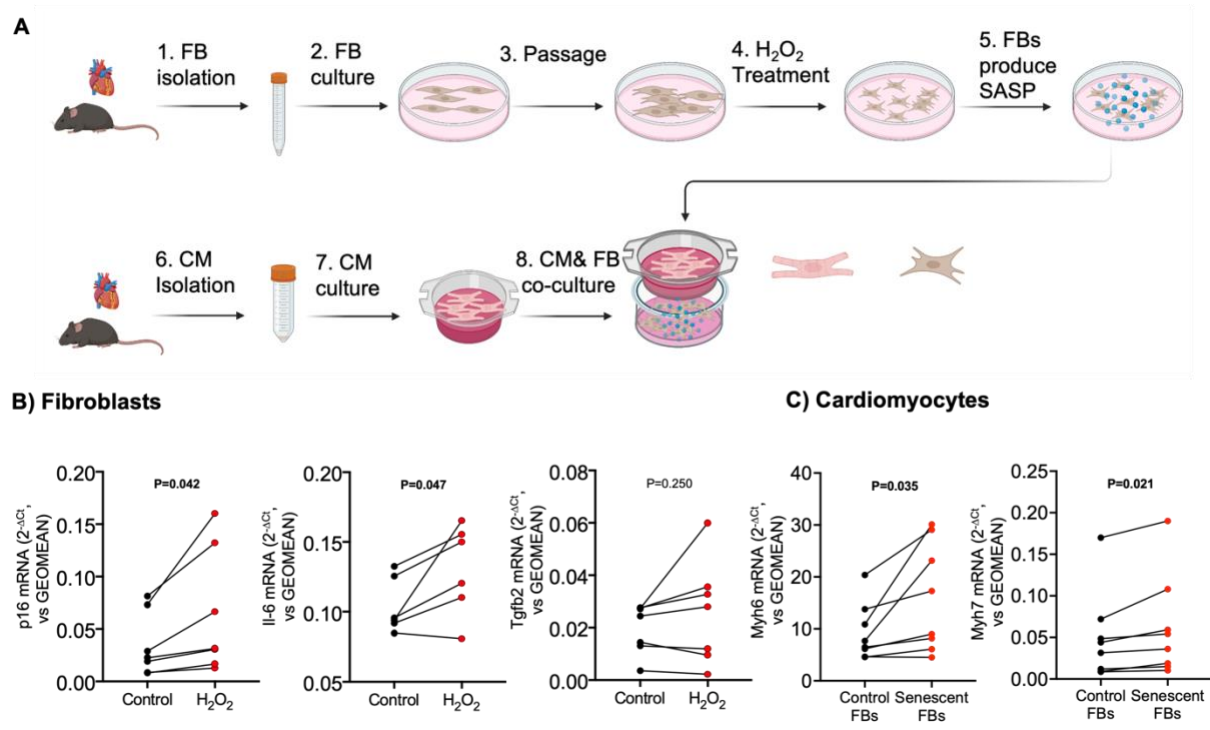 A
1. FB
isolation
2. FB
culture
3. Passage
4. H₂O₂
Treatment
5. FBs
produce
SASP
6. CM
Isolation
7. CM
culture
8. CM& FB
co-culture
B) Fibroblasts
C) Cardiomyocytes
p16 mRNA (2^-ΔCt,
vs GEOMEAN)
0.20
0.15
0.10
0.05
0.00
P=0.042
Control
H₂O₂
Il-6 mRNA (2^-ΔCt,
vs GEOMEAN)
0.20
0.15
0.10
0.05
P=0.047
Control
H₂O₂
Tgfb2 mRNA (2^-ΔCt,
vs GEOMEAN)
0.08
0.06
0.04
0.02
0.00
P=0.250
Control
H₂O₂
Myh6 mRNA (2^-ΔCt,
vs GEOMEAN)
40
30
20
10
0
P=0.035
Control
FBs
Senescent
FBs
Myh7 mRNA (2^-ΔCt,
vs GEOMEAN)
0.25
0.20
0.15
0.10
0.05
0.00
P=0.021
Control
FBs
Senescent
FBs